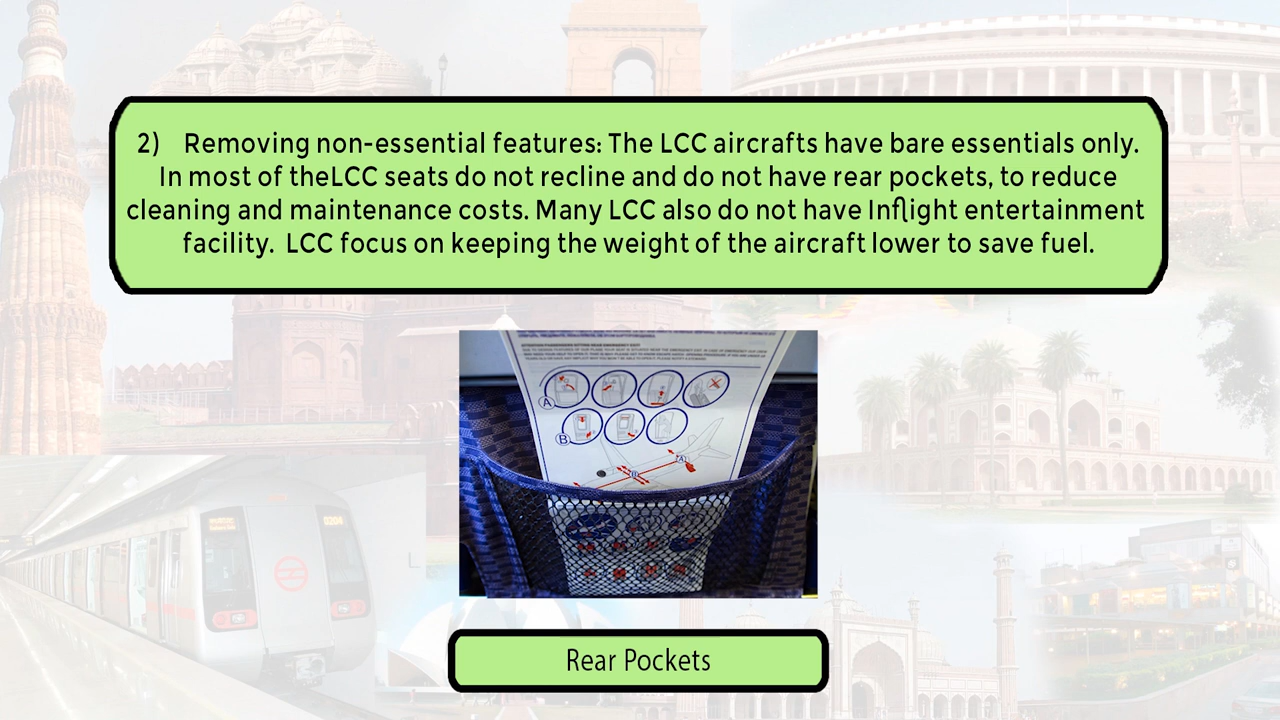 2) Removing non-essential features: The LCC aircrafts have bare essentials only.
In most of theLCC seats do not recline and do not have rear pockets, to reduce
cleaning and maintenance costs. Many LCC also do not have Inflight entertainment
facility. LCC focus on keeping the weight of the aircraft lower to save fuel.
A
B
Rear Pockets